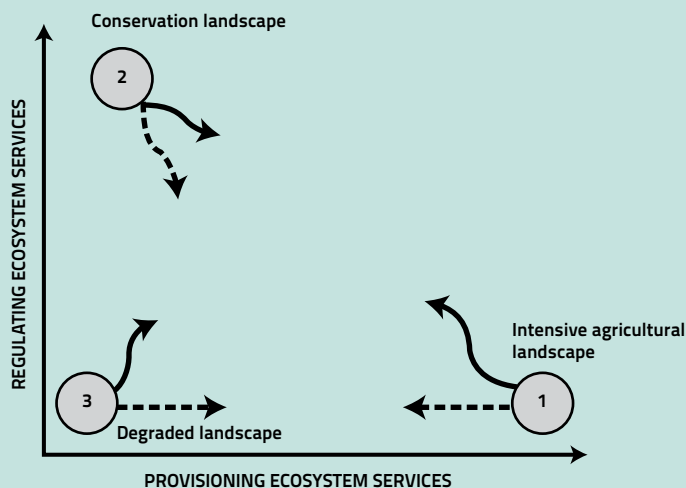 Conservation landscape
2
REGULATING ECOSYSTEM SERVICES
Intensive agricultural
landscape
3
1
Degraded landscape
PROVISIONING ECOSYSTEM SERVICES